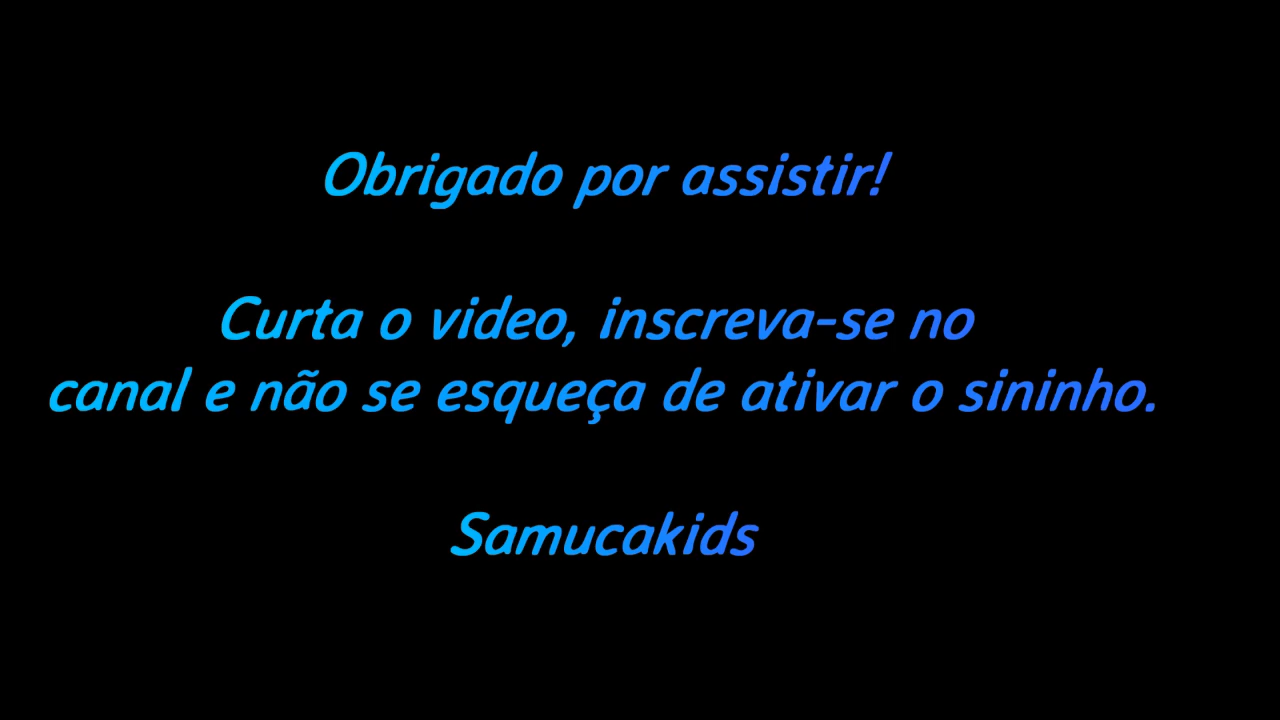 Obrigado por assistir!
Curta o video, inscreva-se no
canal e não se esqueça de ativar o sininho.
Samucakids